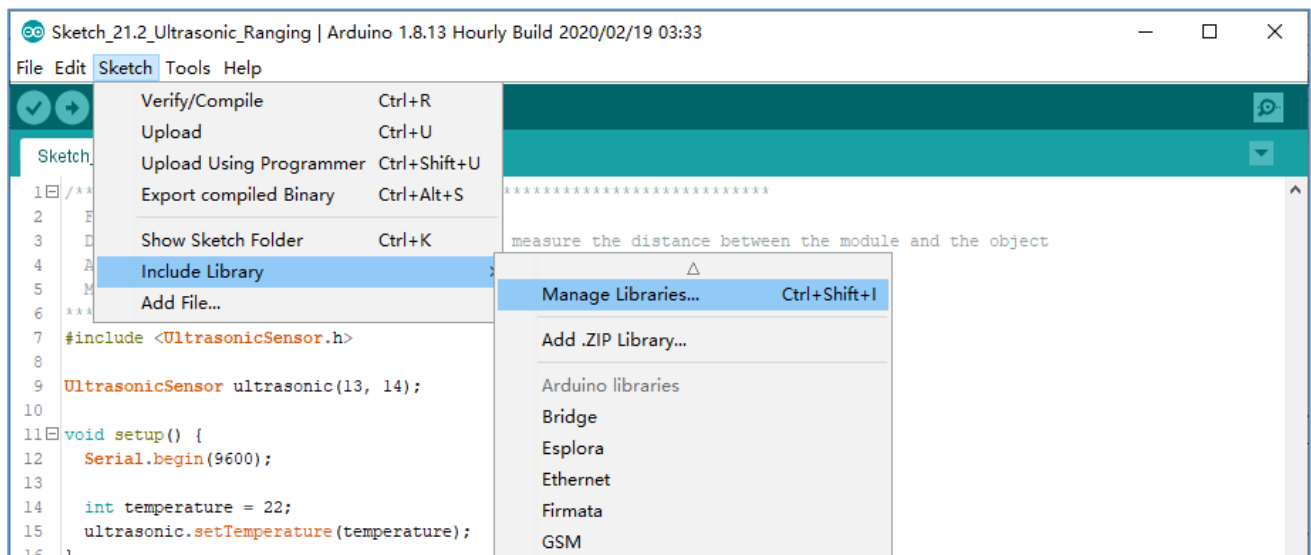 Sketch_21.2_Ultrasonic_Ranging | Arduino 1.8.13 Hourly Build 2020/02/19 03:33
File Edit Sketch Tools Help
Verify/Compile Ctrl+R
Upload Ctrl+U
Upload Using Programmer Ctrl+Shift+U
Export compiled Binary Ctrl+Alt+S
Show Sketch Folder Ctrl+K
Include Library
Add File...
Manage Libraries... Ctrl+Shift+I
Add .ZIP Library...
Arduino libraries
Bridge
Esplora
Ethernet
Firmata
GSM
Sketch_
1 /**
***************************
2 F
3 D measure the distance between the module and the object
4 A
5 M
6 ***
7 #include <UltrasonicSensor.h>
8
9 UltrasonicSensor ultrasonic(13, 14);
10
11 void setup() {
12 Serial.begin(9600);
13
14 int temperature = 22;
15 ultrasonic.setTemperature(temperature);